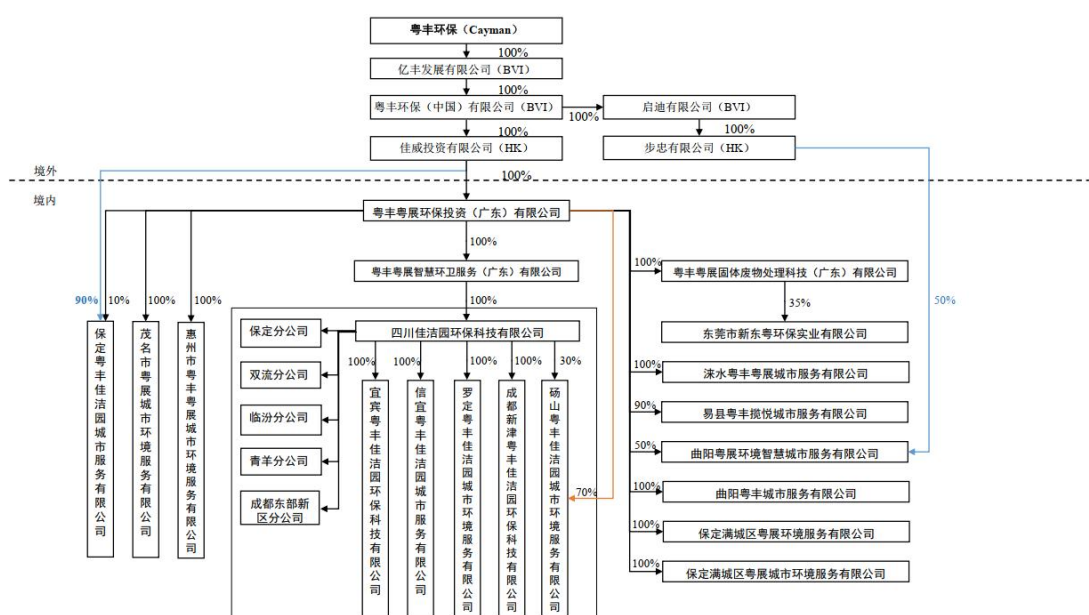 粤丰环保（Cayman）
100%
亿丰发展有限公司（BVI）
100%
粤丰环保（中国）有限公司（BVI）
100%
启迪有限公司（BVI）
100%
100%
佳威投资有限公司（HK）
步忠有限公司（HK）
境外
100%
境内
粤丰粤展环保投资（广东）有限公司
100%
粤丰粤展智慧环卫服务（广东）有限公司
100%
粤丰粤展固体废物处理科技（广东）有限公司
90%
10%
100%
100%
100%
35%
50%
保定粤丰佳洁园城市服务有限公司
茂名市粤展城市环境服务有限公司
惠州市粤丰粤展城市环境服务有限公司
保定分公司
双流分公司
临汾分公司
青羊分公司
成都东部新
区分公司
四川佳洁园环保科技有限公司
100%
100%
100%
100%
30%
宜宾粤丰佳洁园环保科技有限公司
信宜粤丰佳洁园城市服务有限公司
罗定粤丰佳洁园城市环境服务有限公司
成都新津粤丰佳洁园环保科技有限公司
砀山粤丰佳洁园城市环境服务有限公司
70%
东莞市新东粤环保实业有限公司
100%
涞水粤丰粤展城市服务有限公司
90%
易县粤丰揽悦城市服务有限公司
50%
曲阳粤展环境智慧城市服务有限公司
100%
曲阳粤丰城市服务有限公司
100%
保定满城区粤展环境服务有限公司
100%
保定满城区粤展城市环境服务有限公司